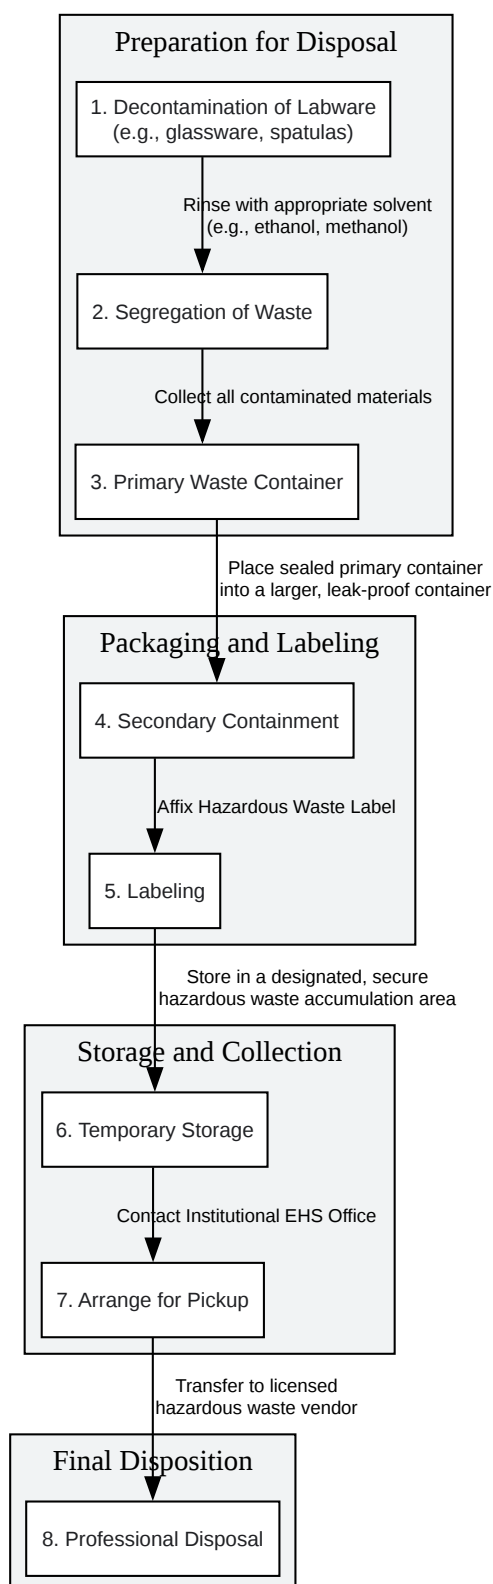 Preparation for Disposal
1. Decontamination of Labware
(e.g., glassware, spatulas)
Rinse with appropriate solvent
(e.g., ethanol, methanol)
2. Segregation of Waste
Collect all contaminated materials
3. Primary Waste Container
Place sealed primary container
into a larger, leak-proof container
Packaging and Labeling
4. Secondary Containment
Affix Hazardous Waste Label
5. Labeling
Store in a designated, secure
hazardous waste accumulation area
Storage and Collection
6. Temporary Storage
Contact Institutional EHS Office
7. Arrange for Pickup
Transfer to licensed
hazardous waste vendor
Final Disposition
8. Professional Disposal